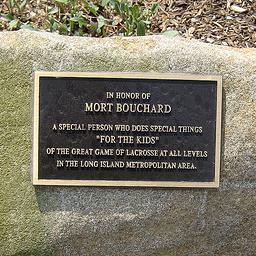 IN HONOR OF
MORT BOUCHARD
A SPECIAL PERSON WHO DOES SPECIAL THINGS
"FOR THE KIDS"
OF THE GREAT GAME OF LACROSSE AT ALL LEVELS
IN THE LONG ISLAND METROPOLITAN AREA.